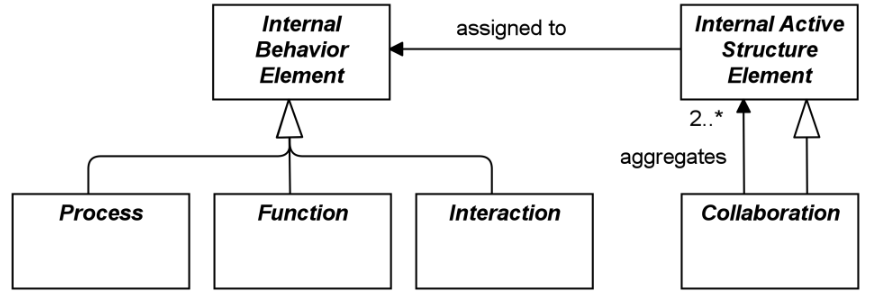 Internal
Behavior
Element
assigned to
Internal Active
Structure
Element
2..*
aggregates
Process
Function
Interaction
Collaboration